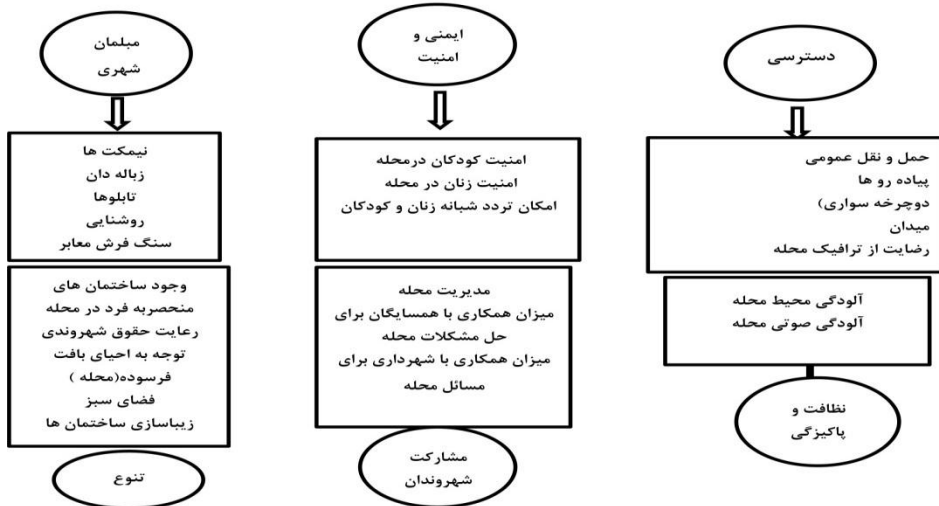 دسترسی
حمل و نقل عمومی
پیاده رو ها
دوچرخه سواری)
میدان
رضایت از ترافیک محله
آلودگی محیط محله
آلودگی صوتی محله
نظافت و
پاکیزگی
ایمنی و
امنیت
امنیت کودکان درمحله
امنیت زنان در محله
امکان تردد شبانه زنان و کودکان
مدیریت محله
میزان همکاری با همسایگان برای
حل مشکلات محله
میزان همکاری با شهرداری برای
مسائل محله
مشارکت
شهروندان
مبلمان
شهری
نیمکت ها
زباله دان
تابلوها
روشنایی
سنگ فرش معابر
وجود ساختمان های
منحصربه فرد در محله
رعایت حقوق شهروندی
توجه به احیای بافت
فرسوده(محله )
فضای سبز
زیباسازی ساختمان ها
تنوع